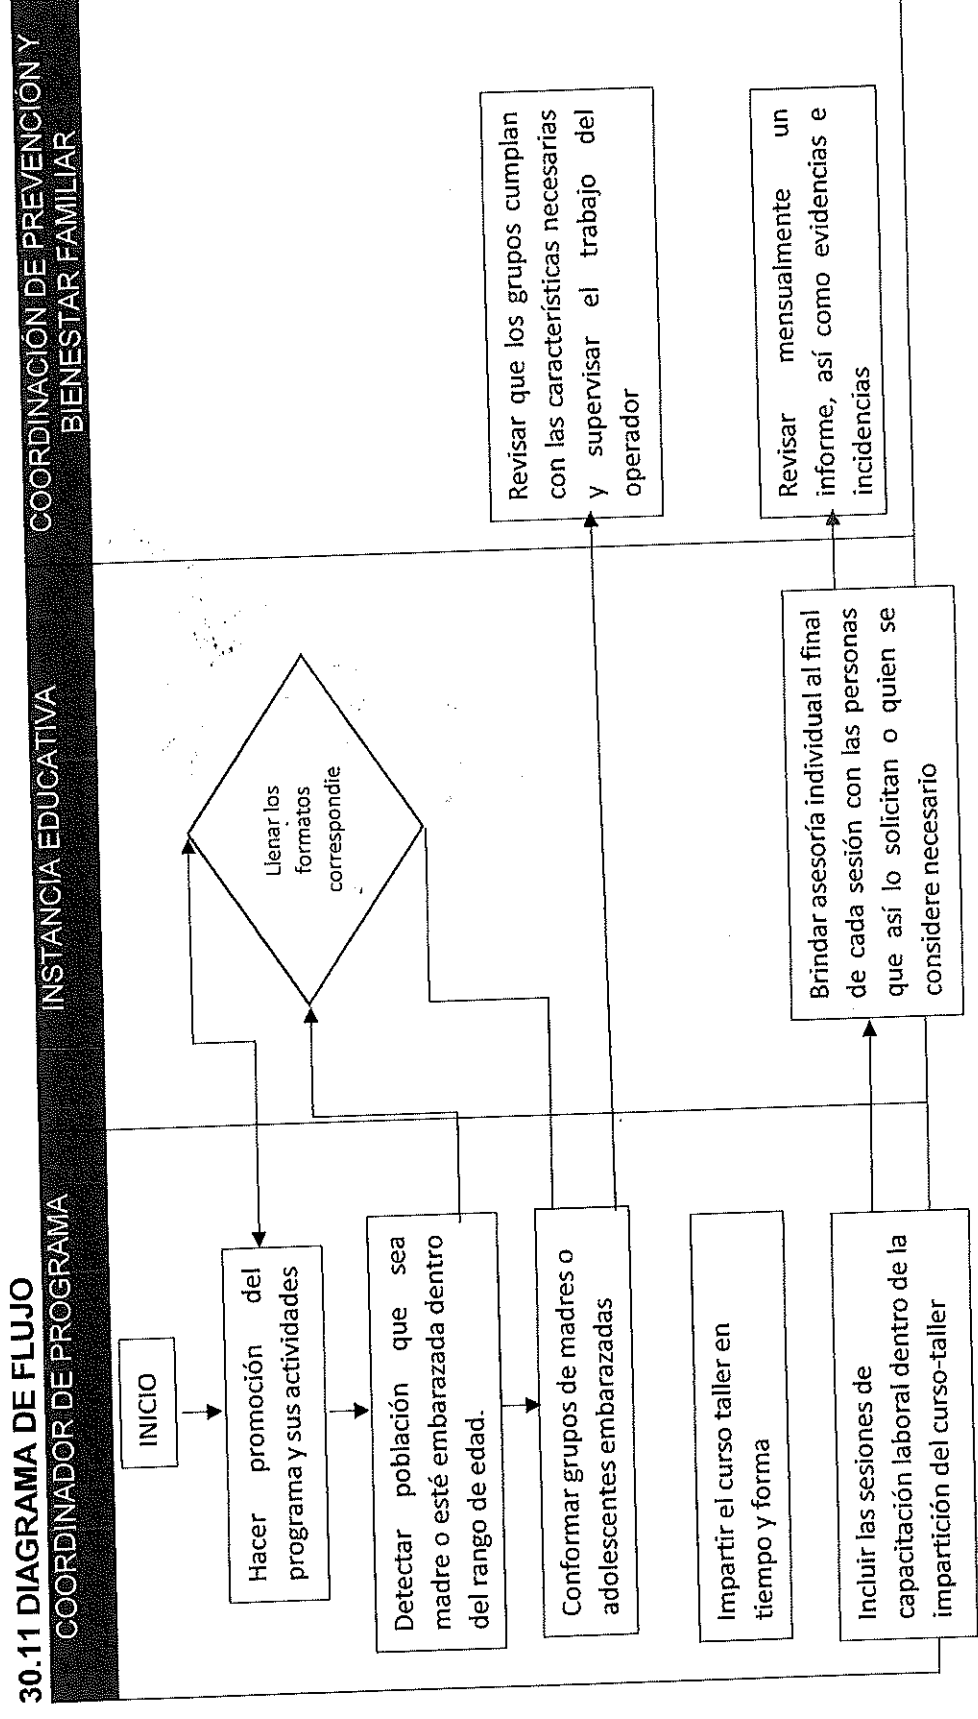 30.11 DIAGRAMA DE FLUJO
COORDINADOR DE PROGRAMA
INSTANCIA EDUCATIVA
COORDINACIÓN DE PREVENCIÓN Y
BIENESTAR FAMILIAR
INICIO
Hacer promoción del
programa y sus actividades
Llenar los
formatos
correspondie
Detectar población que sea
madre o esté embarazada dentro
del rango de edad.
Conformar grupos de madres o
adolescentes embarazadas
Revisar que los grupos cumplan
con las características necesarias
y supervisar el trabajo del
operador
Impartir el curso taller en
tiempo y forma
Incluir las sesiones de
capacitación laboral dentro de la
impartición del curso-taller
Brindar asesoría individual al final
de cada sesión con las personas
que así lo solicitan o quien se
considere necesario
Revisar mensualmente un
informe, así como evidencias e
incidencias